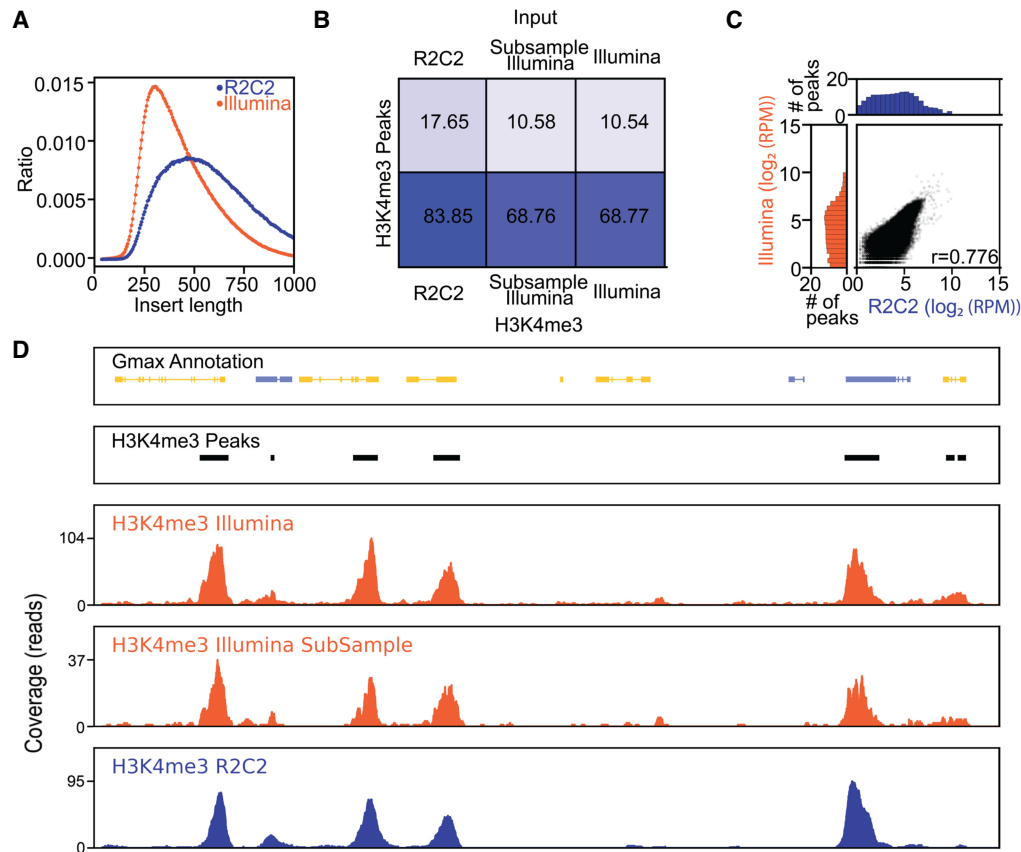 A
R2C2
Illumina
0.015
0.010
0.005
0.000
Ratio
0
250
500
750
1000
Insert length
B
Input
R2C2
Subsample
Illumina
Illumina
H3K4me3 Peaks
17.65
10.58
10.54
83.85
68.76
68.77
R2C2
Subsample
Illumina
Illumina
H3K4me3
C
# of
peaks
20
0
Illumina (log₂ (RPM))
15
10
5
0
r=0.776
20
0
0
5
10
15
# of
peaks
R2C2 (log₂ (RPM))
D
Gmax Annotation
H3K4me3 Peaks
Coverage (reads)
H3K4me3 Illumina
104
0
H3K4me3 Illumina SubSample
37
0
H3K4me3 R2C2
95
0